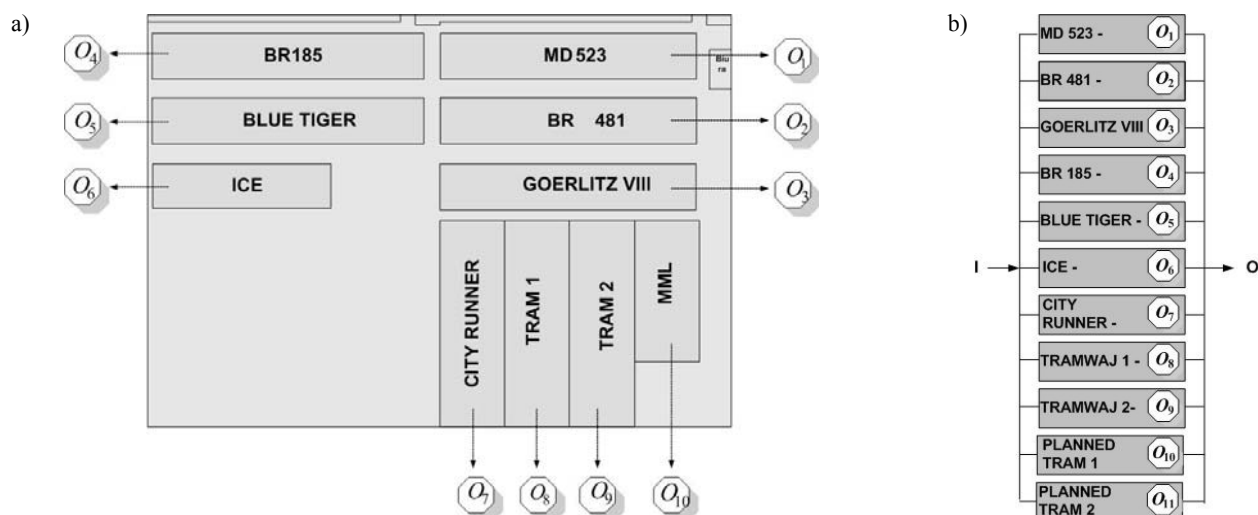 a)
O4
BR185
MD 523
O1
Biu
ra
O5
BLUE TIGER
BR 481
O2
O6
ICE
GOERLITZ VIII
O3
CITY RUNNER
TRAM 1
TRAM 2
MML
O7
O8
O9
O10
b)
MD 523 - O1
BR 481 - O2
GOERLITZ VIII O3
BR 185 - O4
BLUE TIGER - O5
I
ICE - O6
O
CITY
RUNNER - O7
TRAMWAJ 1 - O8
TRAMWAJ 2- O9
PLANNED
TRAM 1 O10
PLANNED
TRAM 2 O11